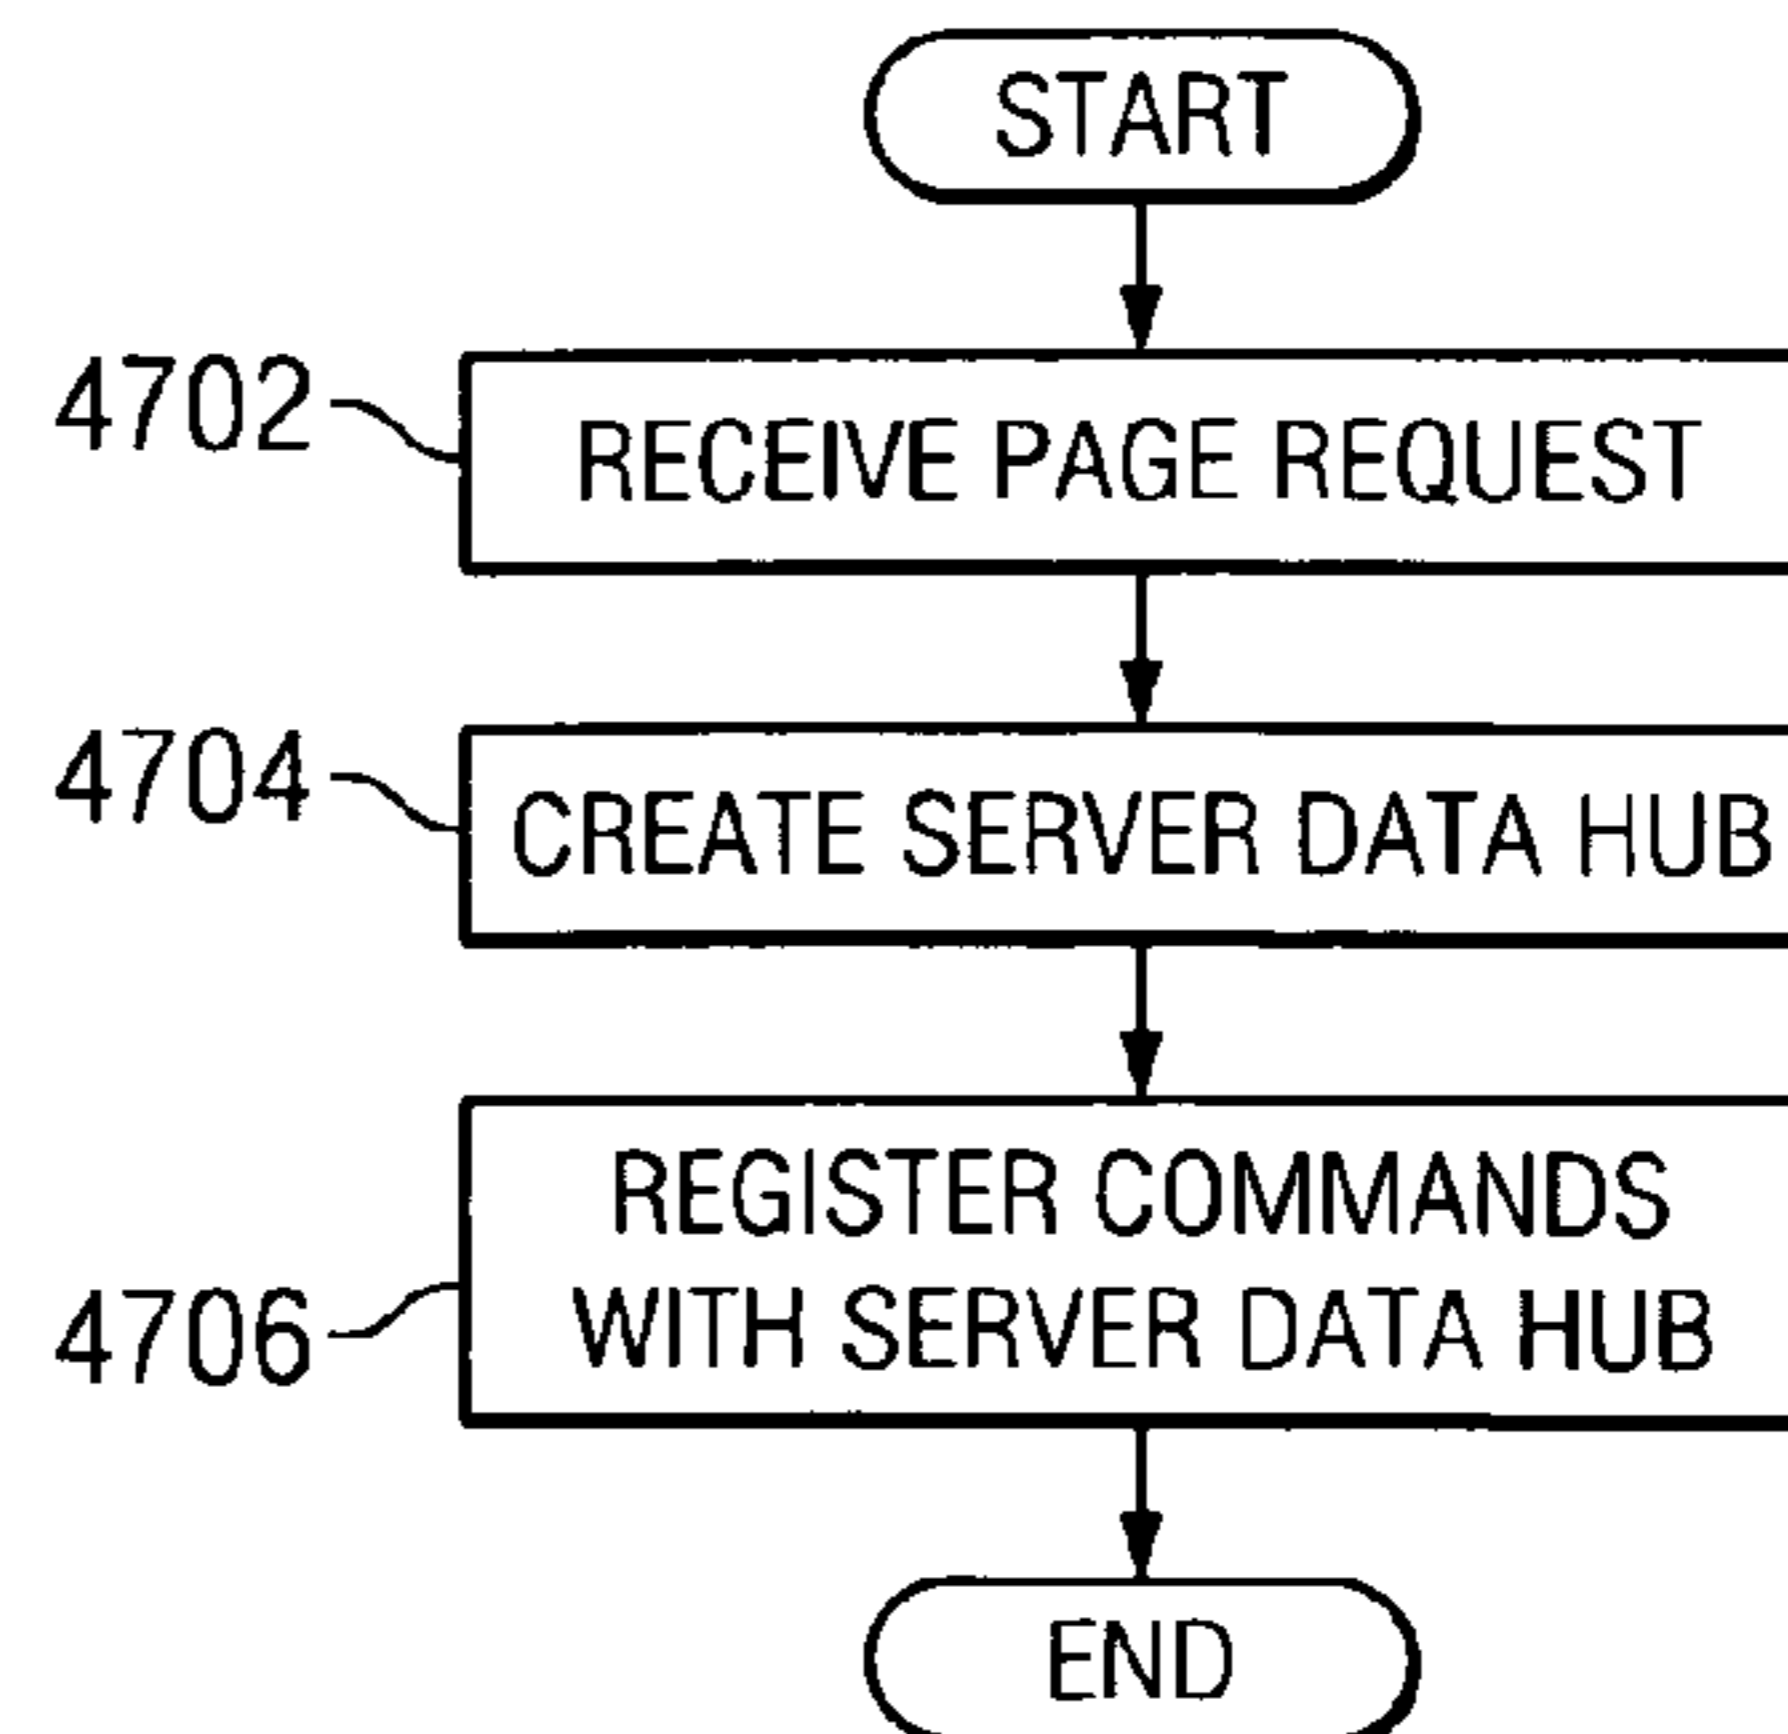 START
4702
RECEIVE PAGE REQUEST
4704
CREATE SERVER DATA HUB
REGISTER COMMANDS
WITH SERVER DATA HUB
4706
END